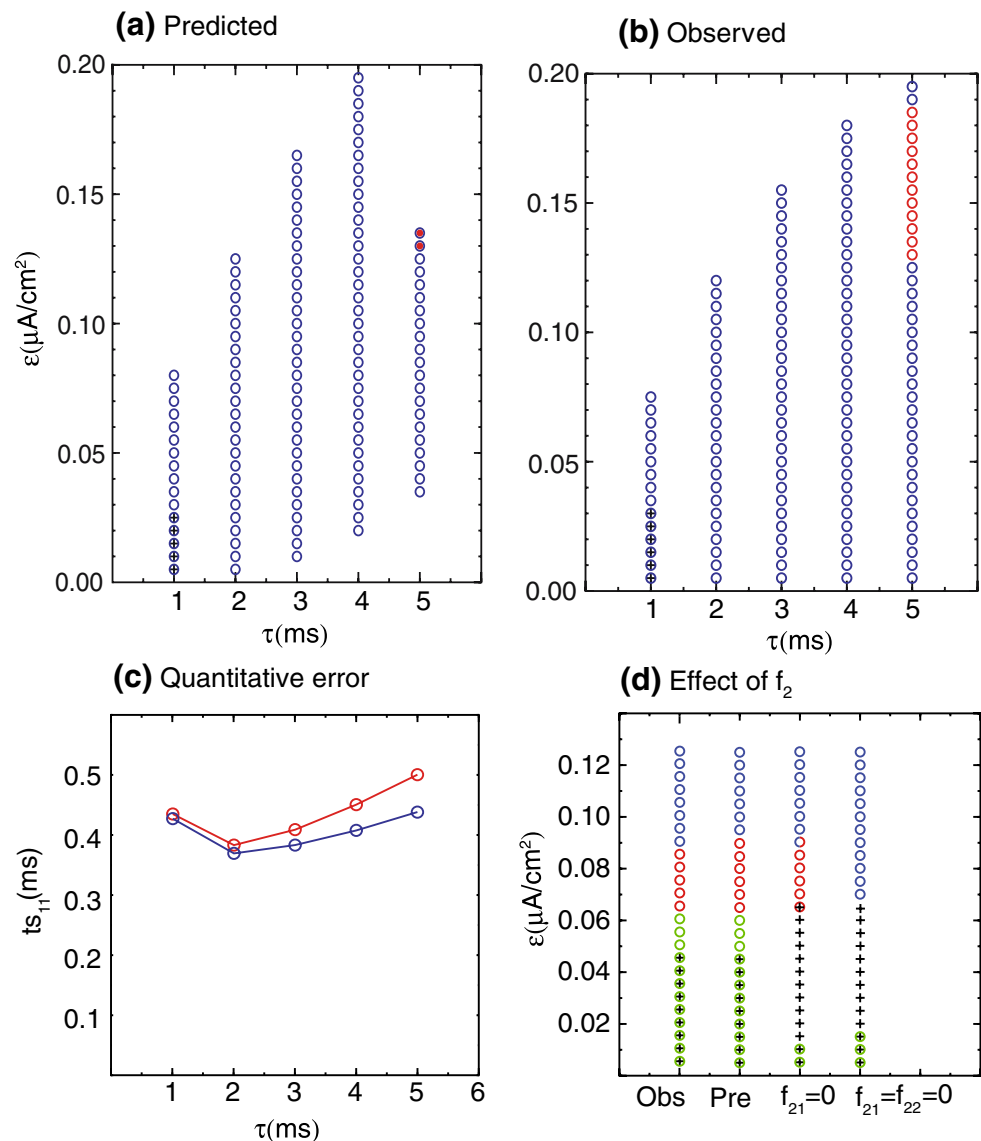 (a) Predicted
0.20
0.15
0.10
0.05
0.00
ε(μA/cm²)
1 2 3 4 5
τ(ms)
(b) Observed
0.20
0.15
0.10
0.05
0.00
1 2 3 4 5
τ(ms)
(c) Quantitative error
0.5
0.4
0.3
0.2
0.1
ts₁₁(ms)
1 2 3 4 5 6
τ(ms)
(d) Effect of f₂
0.12
0.10
0.08
0.06
0.04
0.02
ε(μA/cm²)
Obs Pre f₂₁=0 f₂₁=f₂₂=0